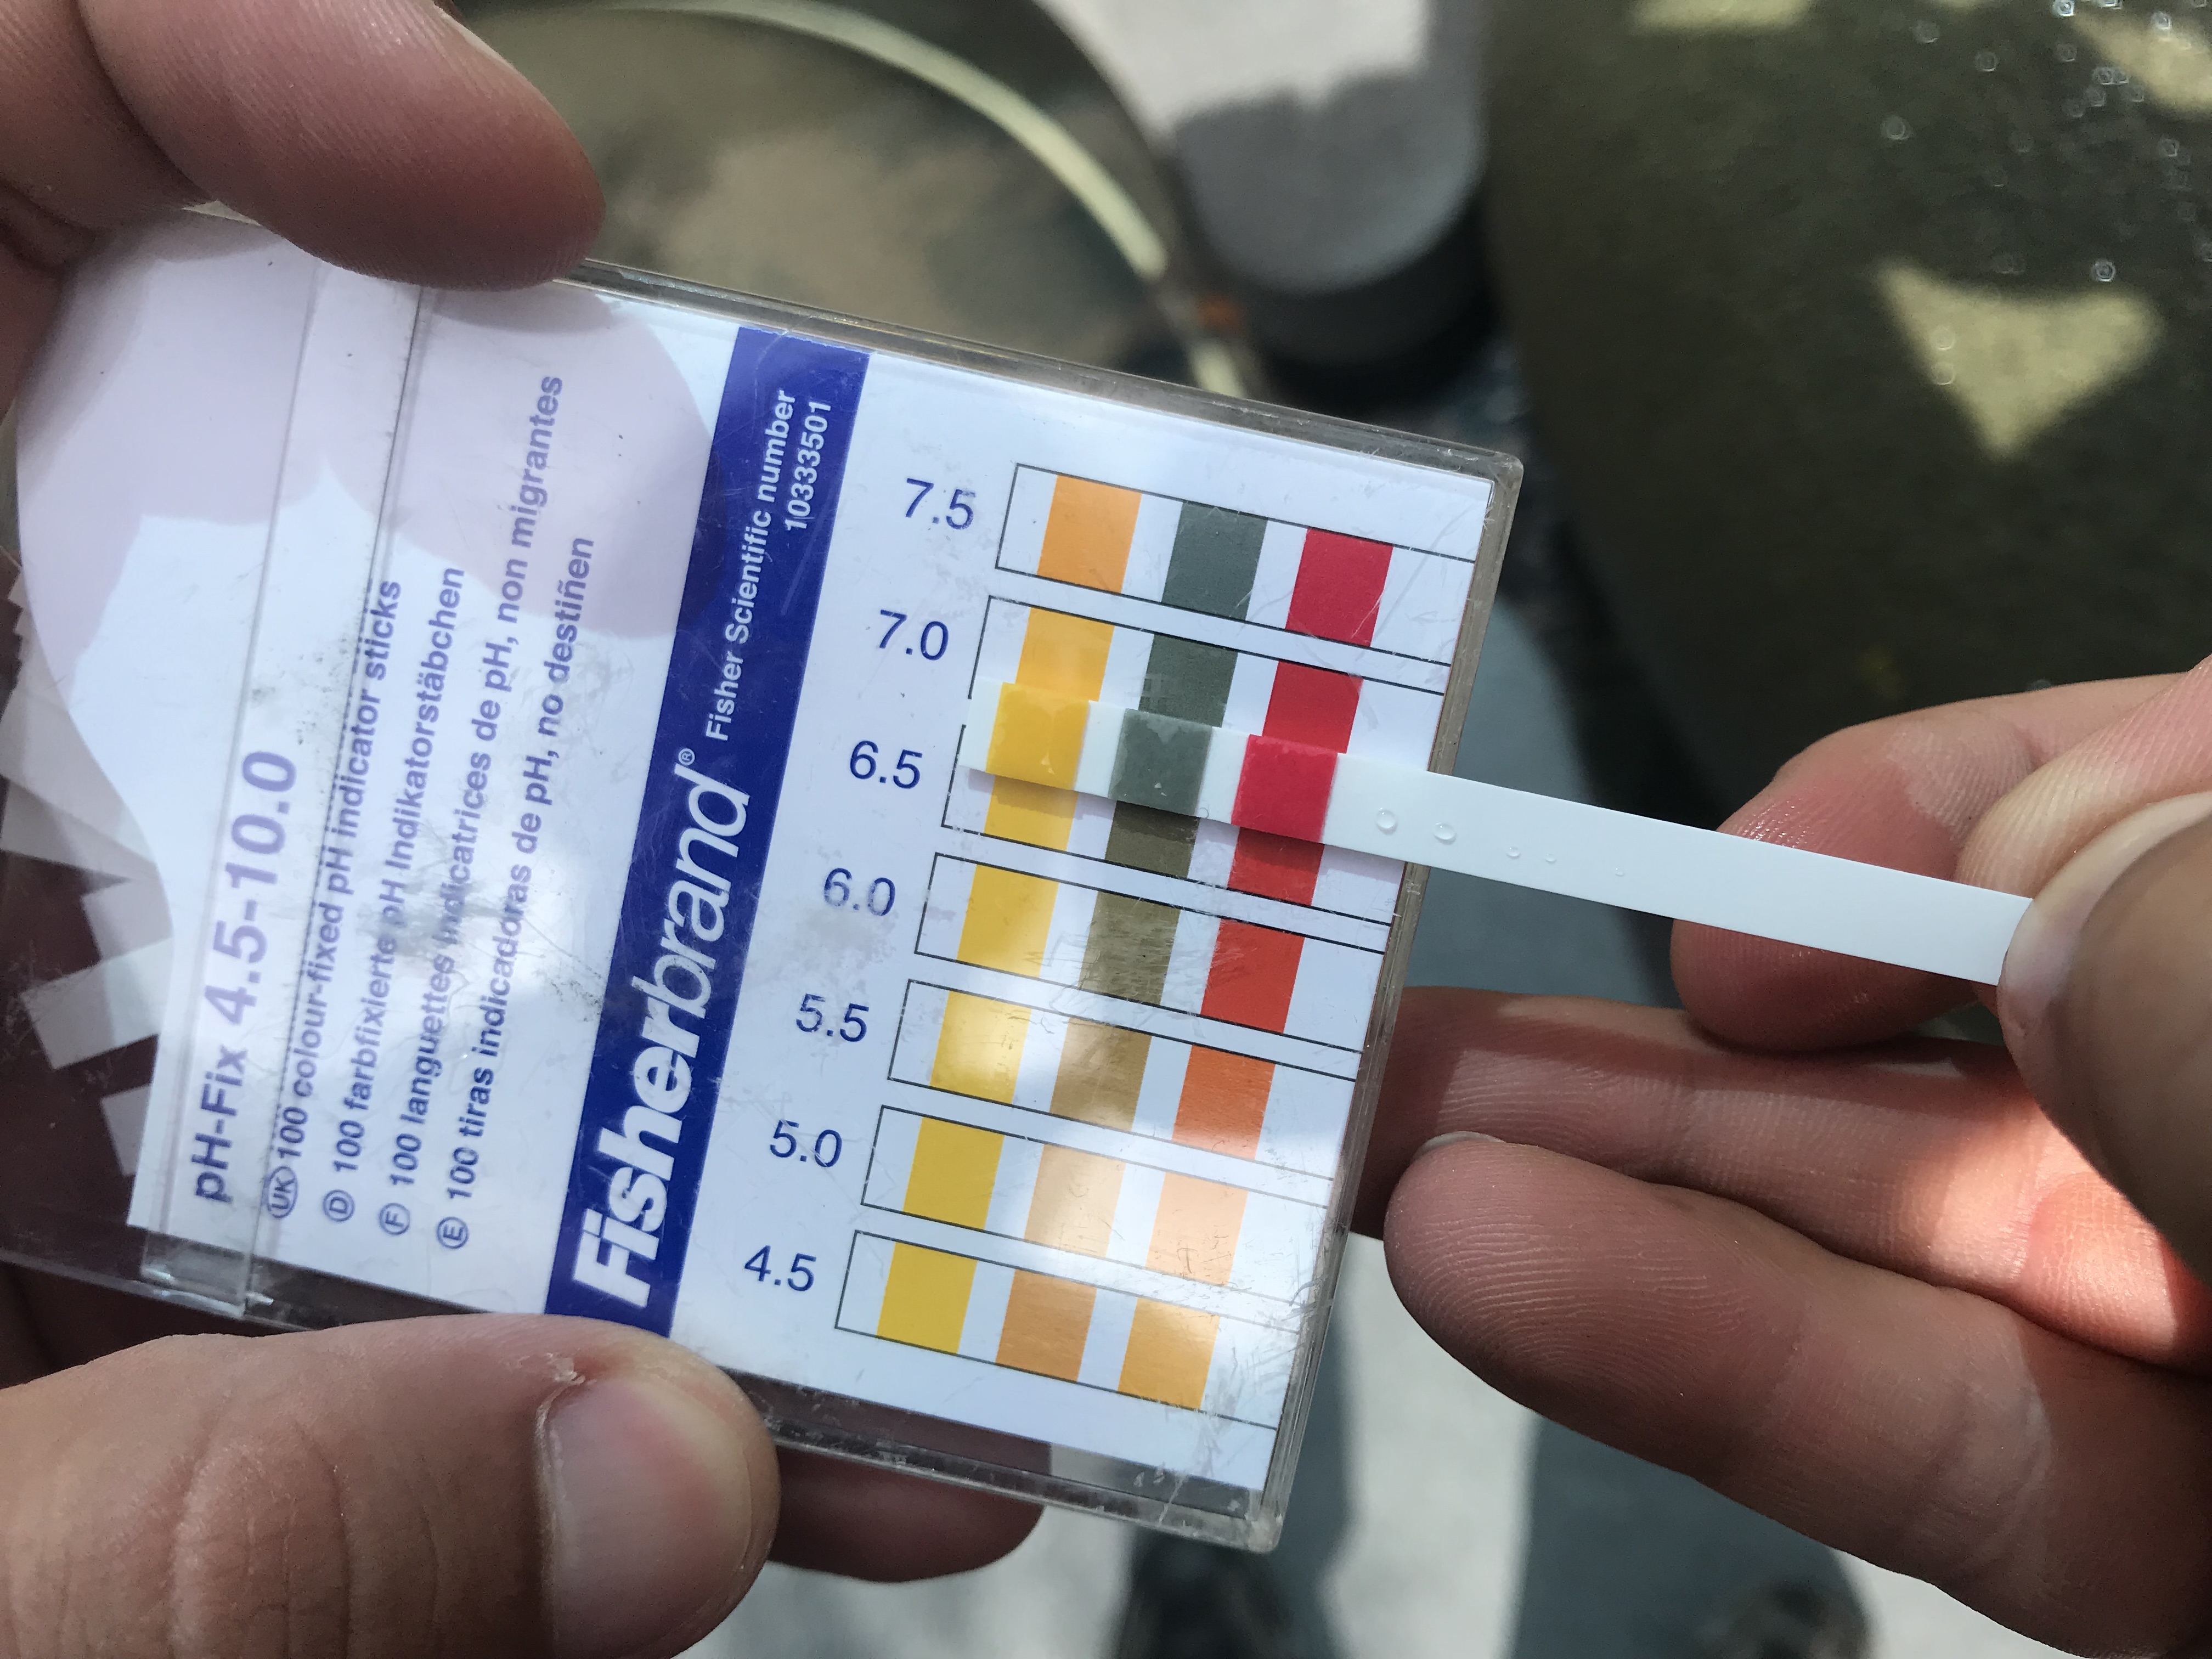 pH-Fix 4.5-10.0
UK 100 colour-fixed pH indicator sticks
D 100 farbfixierte pH Indikatorstäbchen
F 100 languettes indicatrices de pH, non migrantes
E 100 tiras indicadoras de pH, no destiñen
Fisherbrand® Fisher Scientific number
10333501
7.5
7.0
6.5
6.0
5.5
5.0
4.5